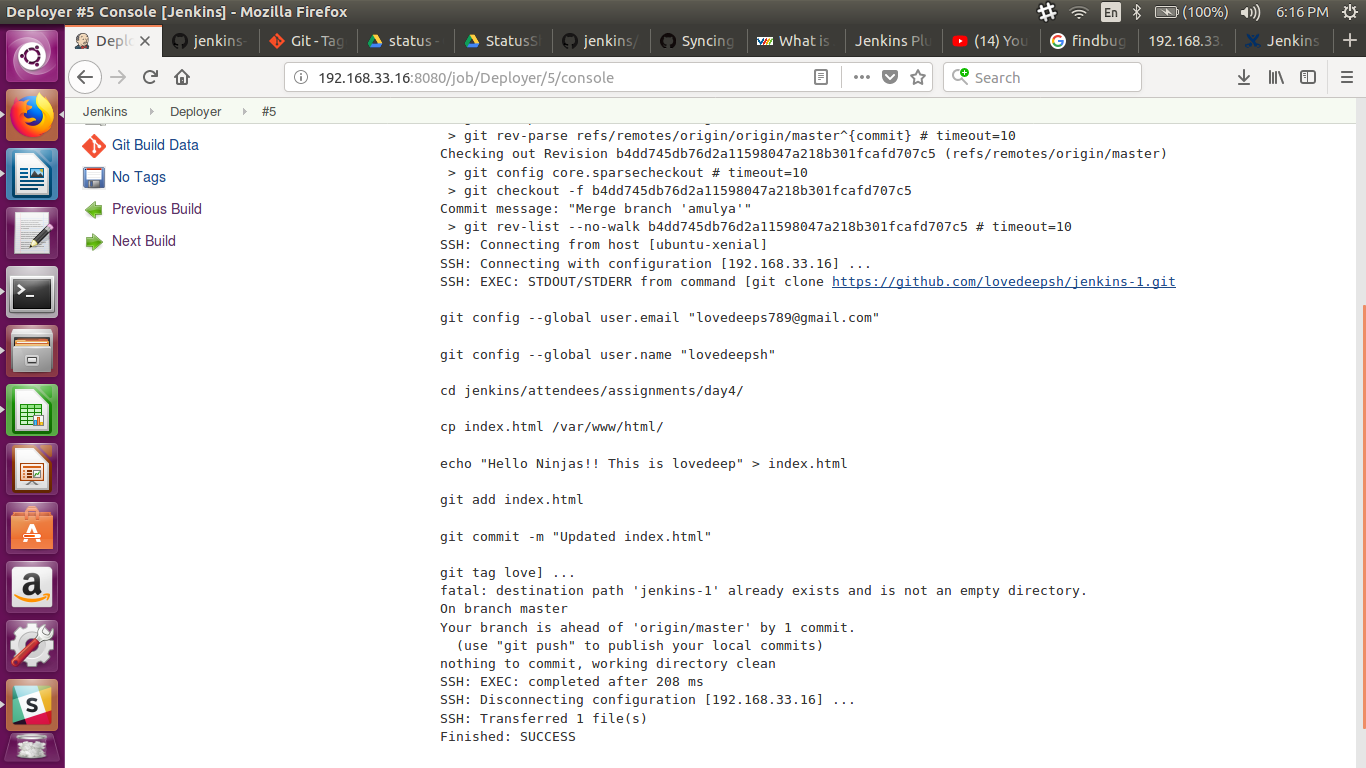 Deployer #5 Console [Jenkins] - Mozilla Firefox
En
(100%)
6:16 PM
Depl
jenkins-
Git - Tag
status -
StatusS
jenkins/
Syncing
What is
Jenkins Plu
(14) You
findbug
192.168.33.
Jenkins
192.168.33.16:8080/job/Deployer/5/console
Search
Jenkins
Deployer
#5
Git Build Data
No Tags
Previous Build
Next Build
> git rev-parse refs/remotes/origin/origin/master^{commit} # timeout=10
Checking out Revision b4dd745db76d2a11598047a218b301fcafd707c5 (refs/remotes/origin/master)
> git config core.sparsecheckout # timeout=10
> git checkout -f b4dd745db76d2a11598047a218b301fcafd707c5
Commit message: "Merge branch 'amulya'"
> git rev-list --no-walk b4dd745db76d2a11598047a218b301fcafd707c5 # timeout=10
SSH: Connecting from host [ubuntu-xenial]
SSH: Connecting with configuration [192.168.33.16] ...
SSH: EXEC: STDOUT/STDERR from command [git clone https://github.com/lovedeepsh/jenkins-1.git
git config --global user.email "lovedeeps789@gmail.com"
git config --global user.name "lovedeepsh"
cd jenkins/attendees/assignments/day4/
cp index.html /var/www/html/
echo "Hello Ninjas!! This is lovedeep" > index.html
git add index.html
git commit -m "Updated index.html"
git tag love] ...
fatal: destination path 'jenkins-1' already exists and is not an empty directory.
On branch master
Your branch is ahead of 'origin/master' by 1 commit.
(use "git push" to publish your local commits)
nothing to commit, working directory clean
SSH: EXEC: completed after 208 ms
SSH: Disconnecting configuration [192.168.33.16] ...
SSH: Transferred 1 file(s)
Finished: SUCCESS